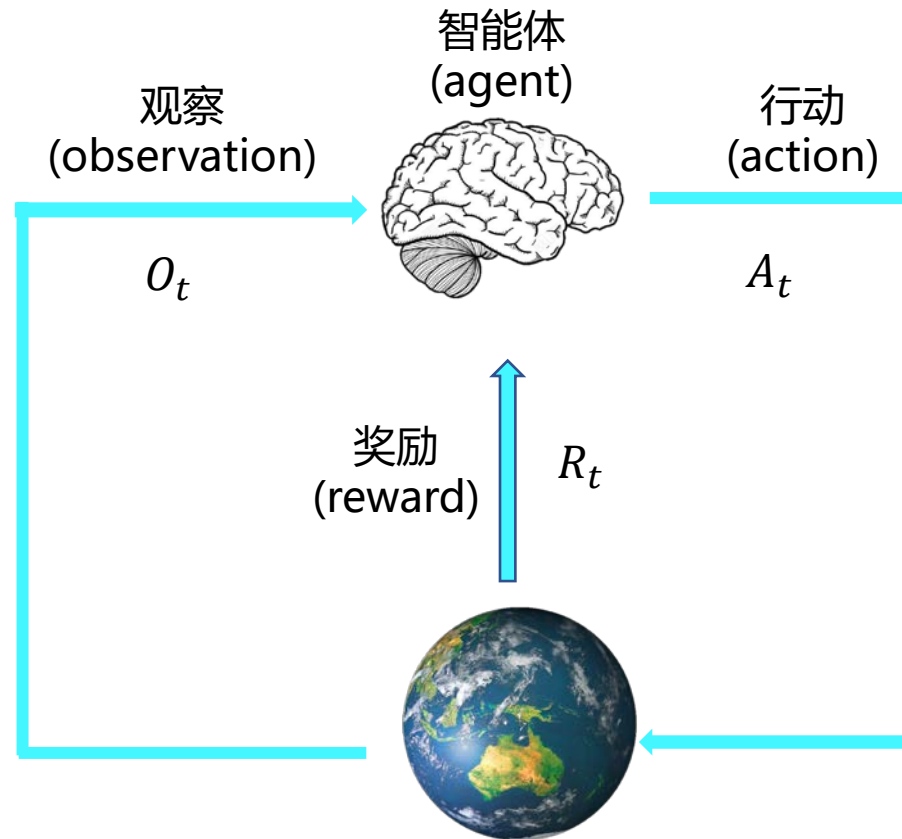 智能体
(agent)
观察
(observation)
行动
(action)
O_t
A_t
奖励
(reward)
R_t